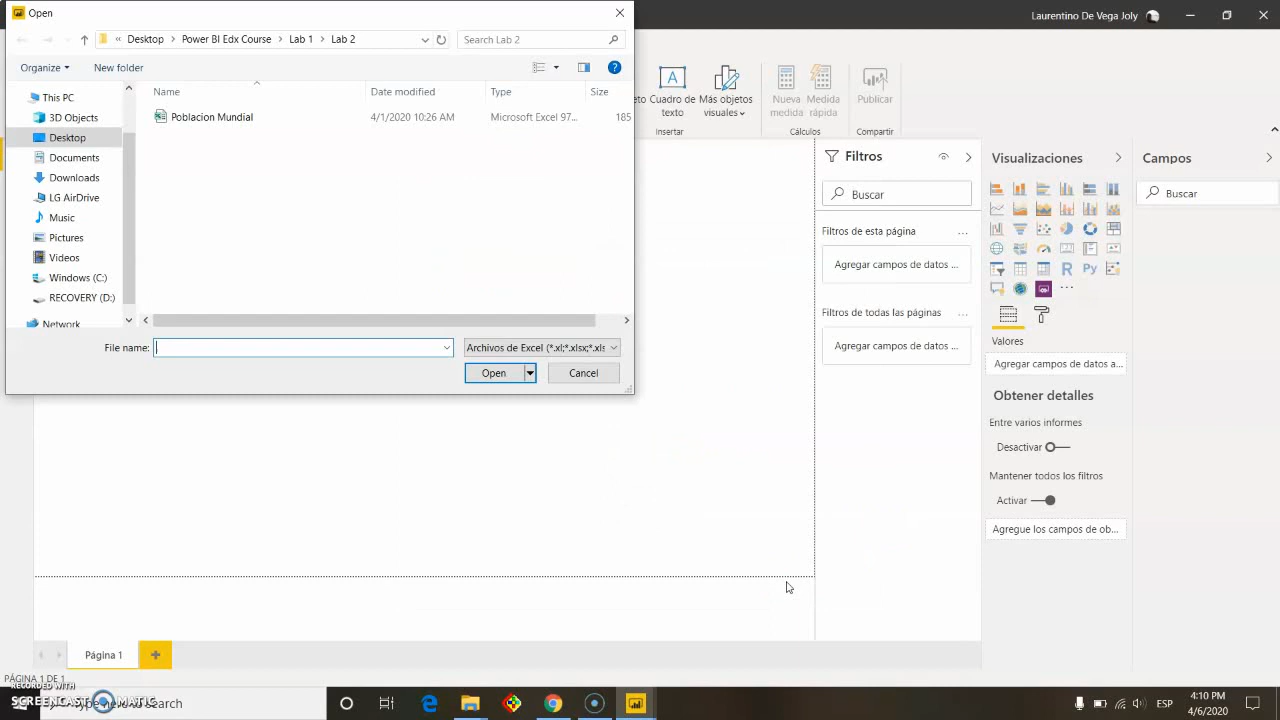 Open
Laurentino De Vega Joly
« Desktop › Power BI Edx Course › Lab 1 › Lab 2
Search Lab 2
Organize
New folder
Name
Date modified
Type
Size
This PC
3D Objects
Desktop
Documents
Downloads
LG AirDrive
Music
Pictures
Videos
Windows (C:)
RECOVERY (D:)
Network
Poblacion Mundial
4/1/2020 10:26 AM
Microsoft Excel 97...
185
File name:
Archivos de Excel (*.xl;*.xlsx;*.xls
Open
Cancel
Cuadro de texto
Más objetos visuales
Nueva medida
Medida rápida
Publicar
Insertar
Cálculos
Compartir
Filtros
Buscar
Filtros de esta página
...
Agregar campos de datos ...
Filtros de todas las páginas
...
Agregar campos de datos ...
Visualizaciones
R
Py
...
Valores
Agregar campos de datos a...
Obtener detalles
Entre varios informes
Desactivar
Mantener todos los filtros
Activar
Agregue los campos de ob...
Campos
Buscar
Página 1
PÁGINA 1 DE 1
RECORDED WITH
SCREENCAST MATIC
here to search
ESP
4:10 PM
4/6/2020